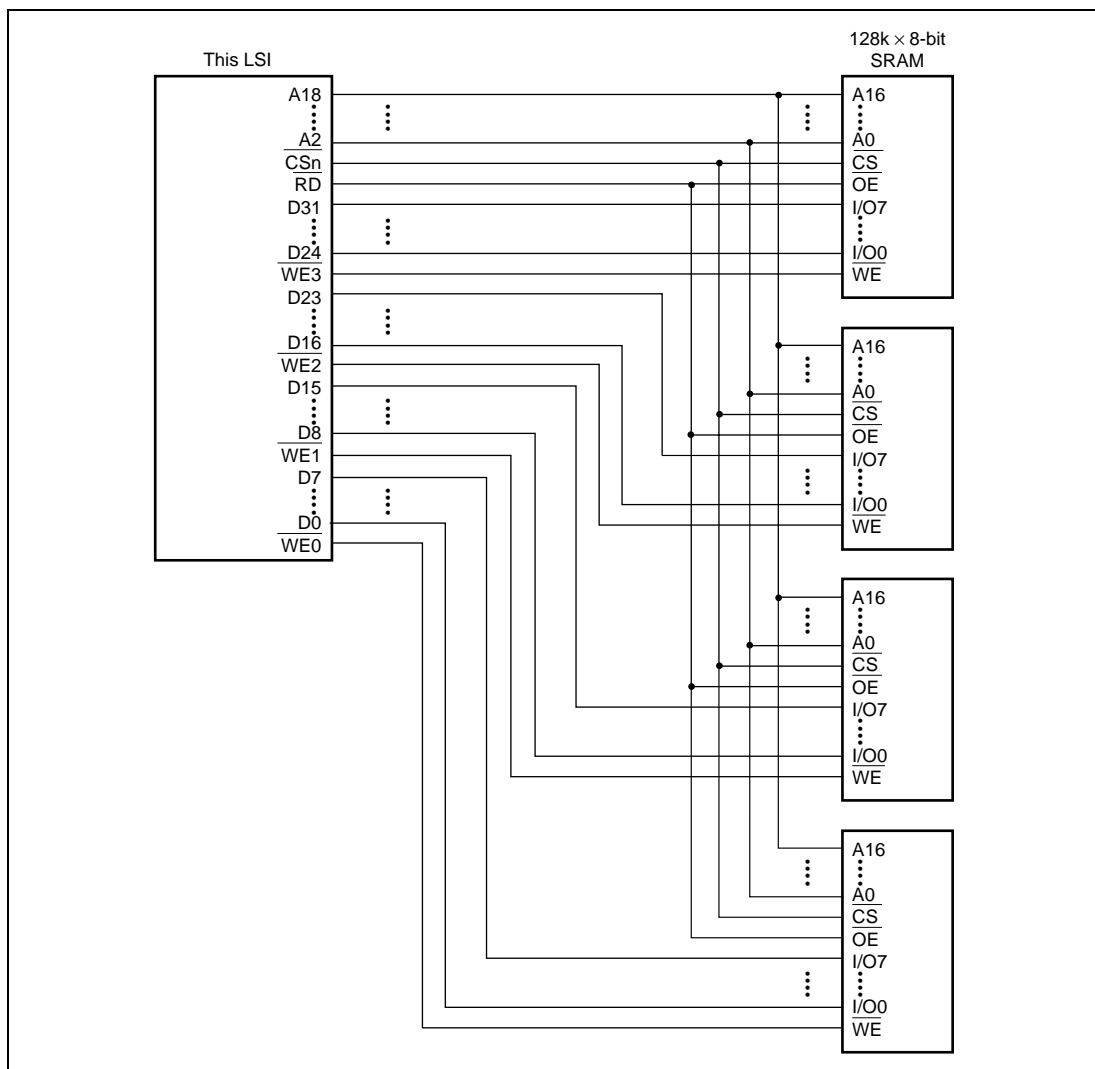 This LSI
A18
A2
CSn
RD
D31
D24
WE3
D23
D16
WE2
D15
D8
WE1
D7
D0
WE0
128k × 8-bit
SRAM
A16
A0
CS
OE
I/O7
I/O0
WE
A16
A0
CS
OE
I/O7
I/O0
WE
A16
A0
CS
OE
I/O7
I/O0
WE
A16
A0
CS
OE
I/O7
I/O0
WE